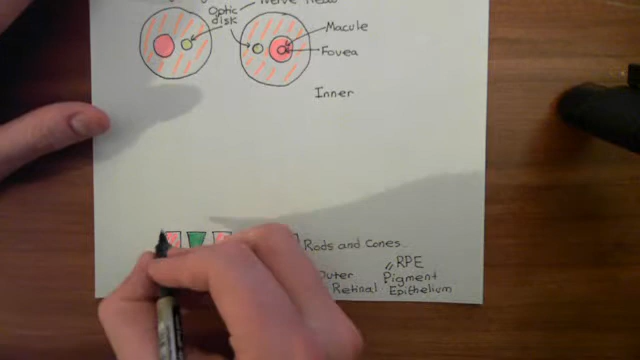 Optic
disk
Nerve Head
Macule
Fovea
Inner
Rods and Cones
RPE
Outer Pigment
Retinal Epithelium